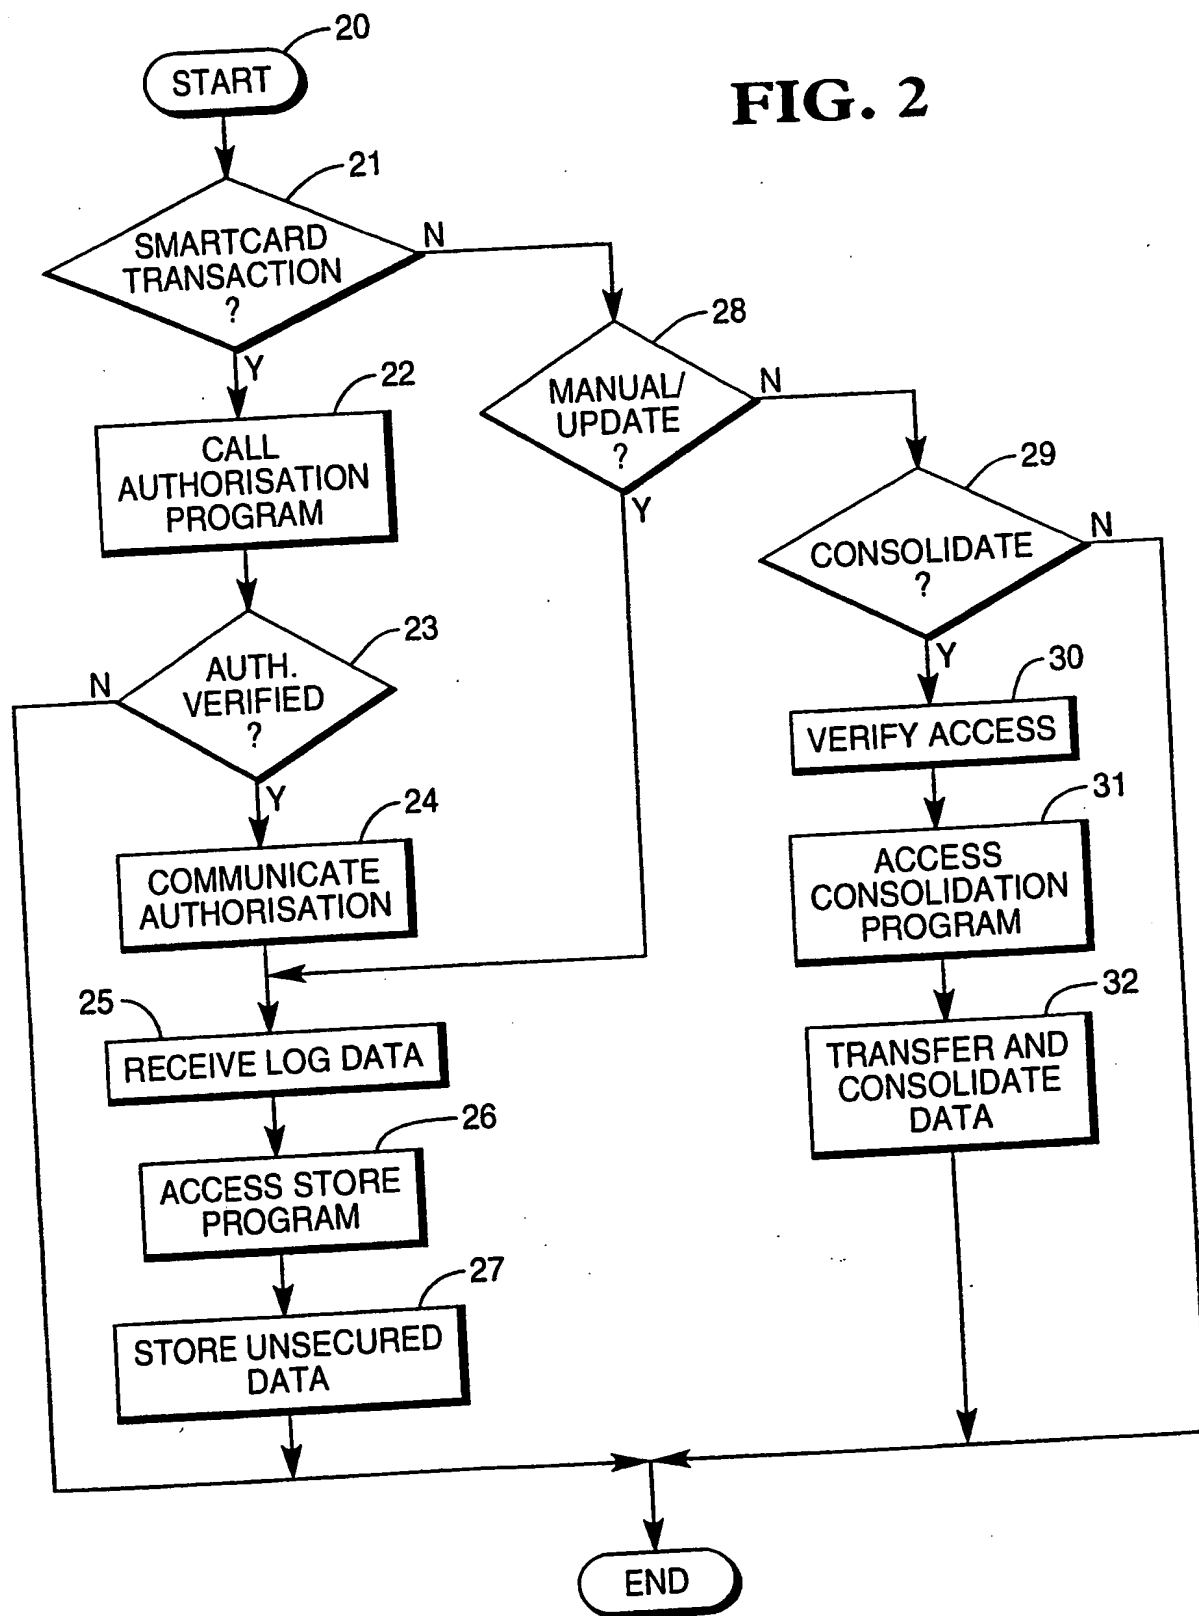 FIG. 2
20
START
21
SMARTCARD
TRANSACTION
?
N
Y
22
CALL
AUTHORISATION
PROGRAM
23
AUTH.
VERIFIED
?
N
Y
24
COMMUNICATE
AUTHORISATION
25
RECEIVE LOG DATA
26
ACCESS STORE
PROGRAM
27
STORE UNSECURED
DATA
28
MANUAL/
UPDATE
?
N
Y
29
CONSOLIDATE
?
N
Y
30
VERIFY ACCESS
31
ACCESS
CONSOLIDATION
PROGRAM
32
TRANSFER AND
CONSOLIDATE
DATA
END